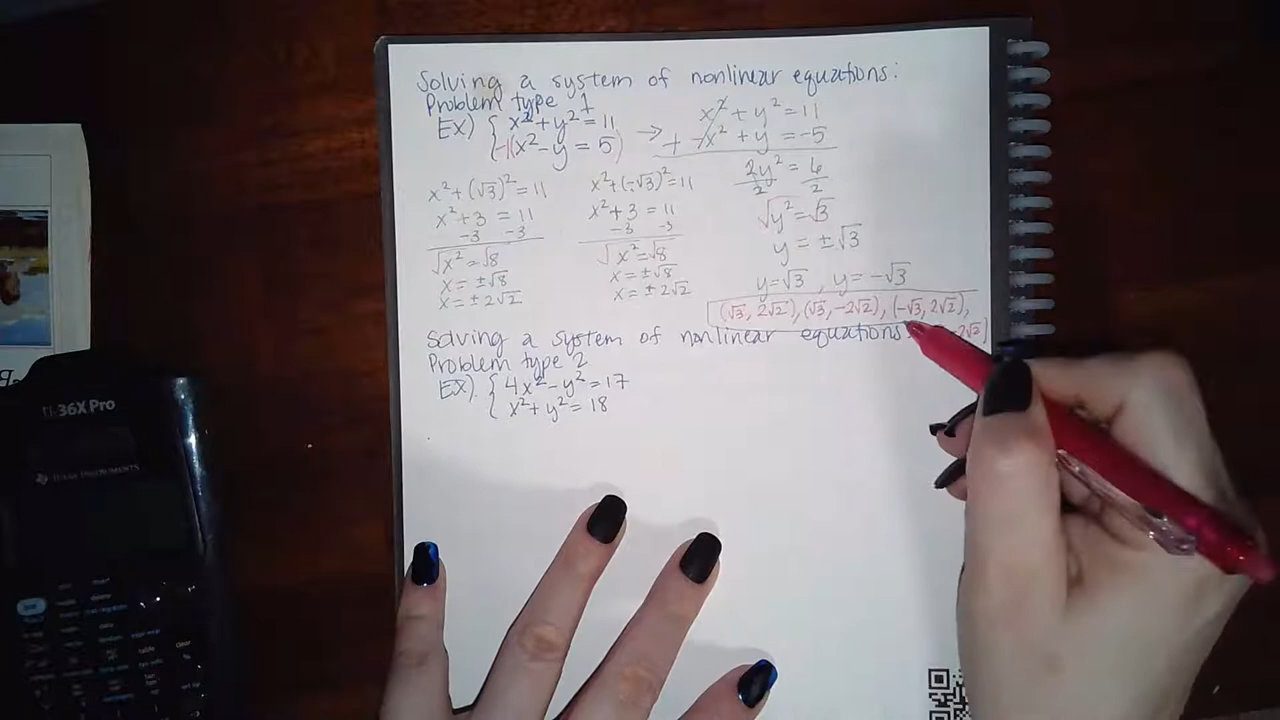 Solving a system of nonlinear equations:
Problem type 1
Ex) { x² + y² = 11
-1(x² - y = 5)
→ x² + y² = 11
+ -x² + y = -5
2y² = 6
2 2
√y² = √3
y = ±√3
y=√3 , y = -√3
x² + (√3)² = 11
x² + 3 = 11
-3 -3
√x² = √8
x = ±√8
x = ±2√2
x² + (-√3)² = 11
x² + 3 = 11
-3 -3
√x² = √8
x = ±√8
x = ±2√2
(√3, 2√2), (√3, -2√2), (-√3, 2√2),
-2√2)
Solving a system of nonlinear equations
Problem type 2
Ex) { 4x² - y² = 17
x² + y² = 18
TI-36X Pro
TEXAS INSTRUMENTS